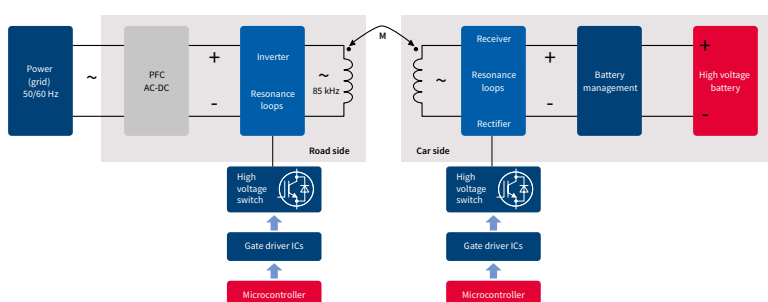 M
Power
(grid)
50/60 Hz
~
PFC
AC-DC
+
-
Inverter
Resonance
loops
~
85 kHz
Road side
~
Receiver
Resonance
loops
Rectifier
+
-
Battery
management
+
High voltage
battery
-
Car side
High
voltage
switch
Gate driver ICs
Microcontroller
High
voltage
switch
Gate driver ICs
Microcontroller